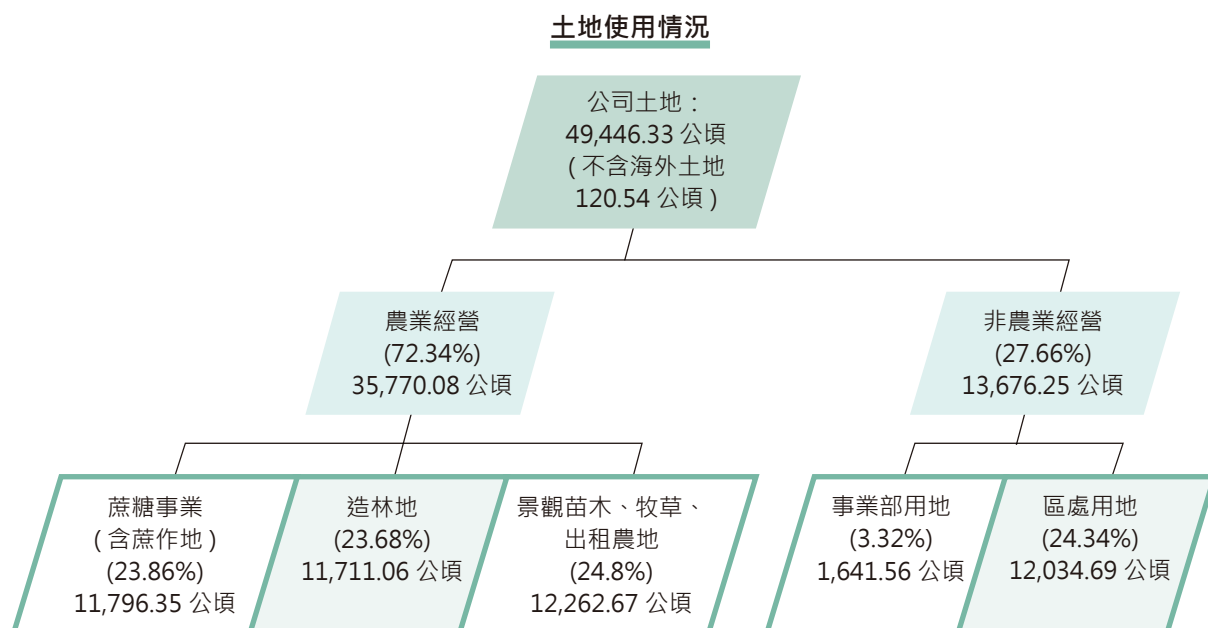 土地使用情況
公司土地：
49,446.33 公頃
( 不含海外土地
120.54 公頃 )
農業經營
(72.34%)
35,770.08 公頃
非農業經營
(27.66%)
13,676.25 公頃
蔗糖事業
( 含蔗作地 )
(23.86%)
11,796.35 公頃
造林地
(23.68%)
11,711.06 公頃
景觀苗木、牧草、
出租農地
(24.8%)
12,262.67 公頃
事業部用地
(3.32%)
1,641.56 公頃
區處用地
(24.34%)
12,034.69 公頃